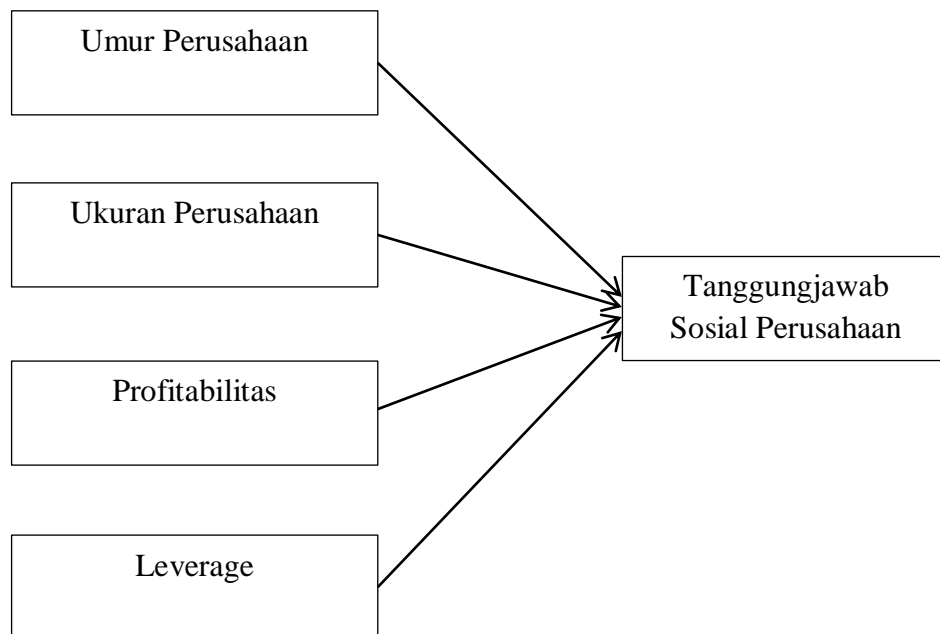 Umur Perusahaan
Ukuran Perusahaan
Profitabilitas
Leverage
Tanggungjawab
Sosial Perusahaan